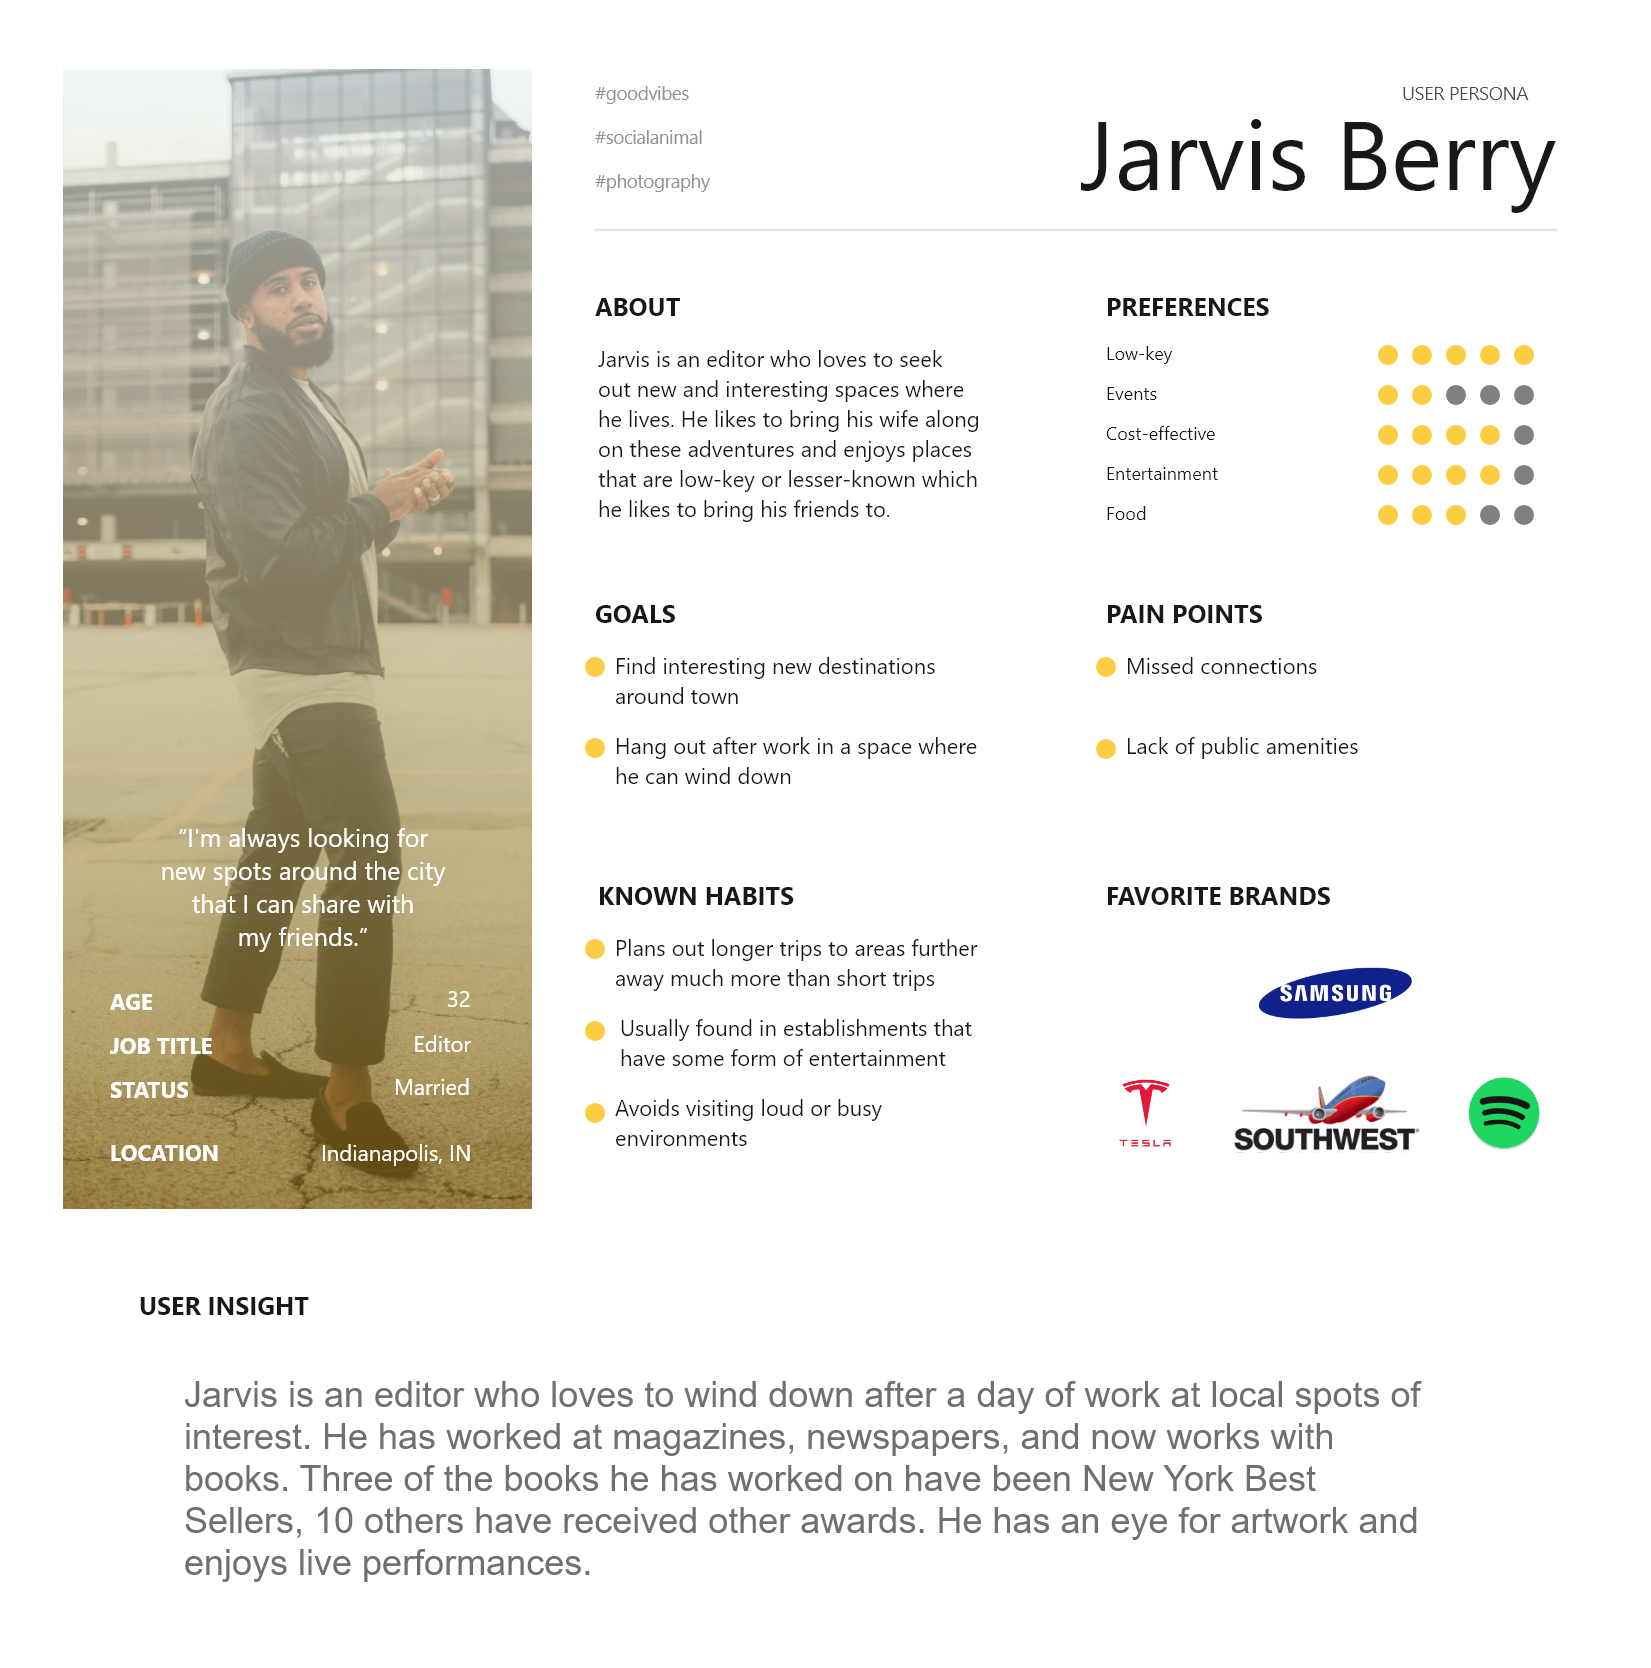 #goodvibes
#socialanimal
#photography
USER PERSONA
Jarvis Berry
ABOUT
Jarvis is an editor who loves to seek
out new and interesting spaces where
he lives. He likes to bring his wife along
on these adventures and enjoys places
that are low-key or lesser-known which
he likes to bring his friends to.
PREFERENCES
Low-key
Events
Cost-effective
Entertainment
Food
GOALS
Find interesting new destinations
around town
Hang out after work in a space where
he can wind down
PAIN POINTS
Missed connections
Lack of public amenities
“I'm always looking for
new spots around the city
that I can share with
my friends.”
AGE 32
JOB TITLE Editor
STATUS Married
LOCATION Indianapolis, IN
KNOWN HABITS
Plans out longer trips to areas further
away much more than short trips
Usually found in establishments that
have some form of entertainment
Avoids visiting loud or busy
environments
FAVORITE BRANDS
SAMSUNG
TESLA
SOUTHWEST
USER INSIGHT
Jarvis is an editor who loves to wind down after a day of work at local spots of
interest. He has worked at magazines, newspapers, and now works with
books. Three of the books he has worked on have been New York Best
Sellers, 10 others have received other awards. He has an eye for artwork and
enjoys live performances.